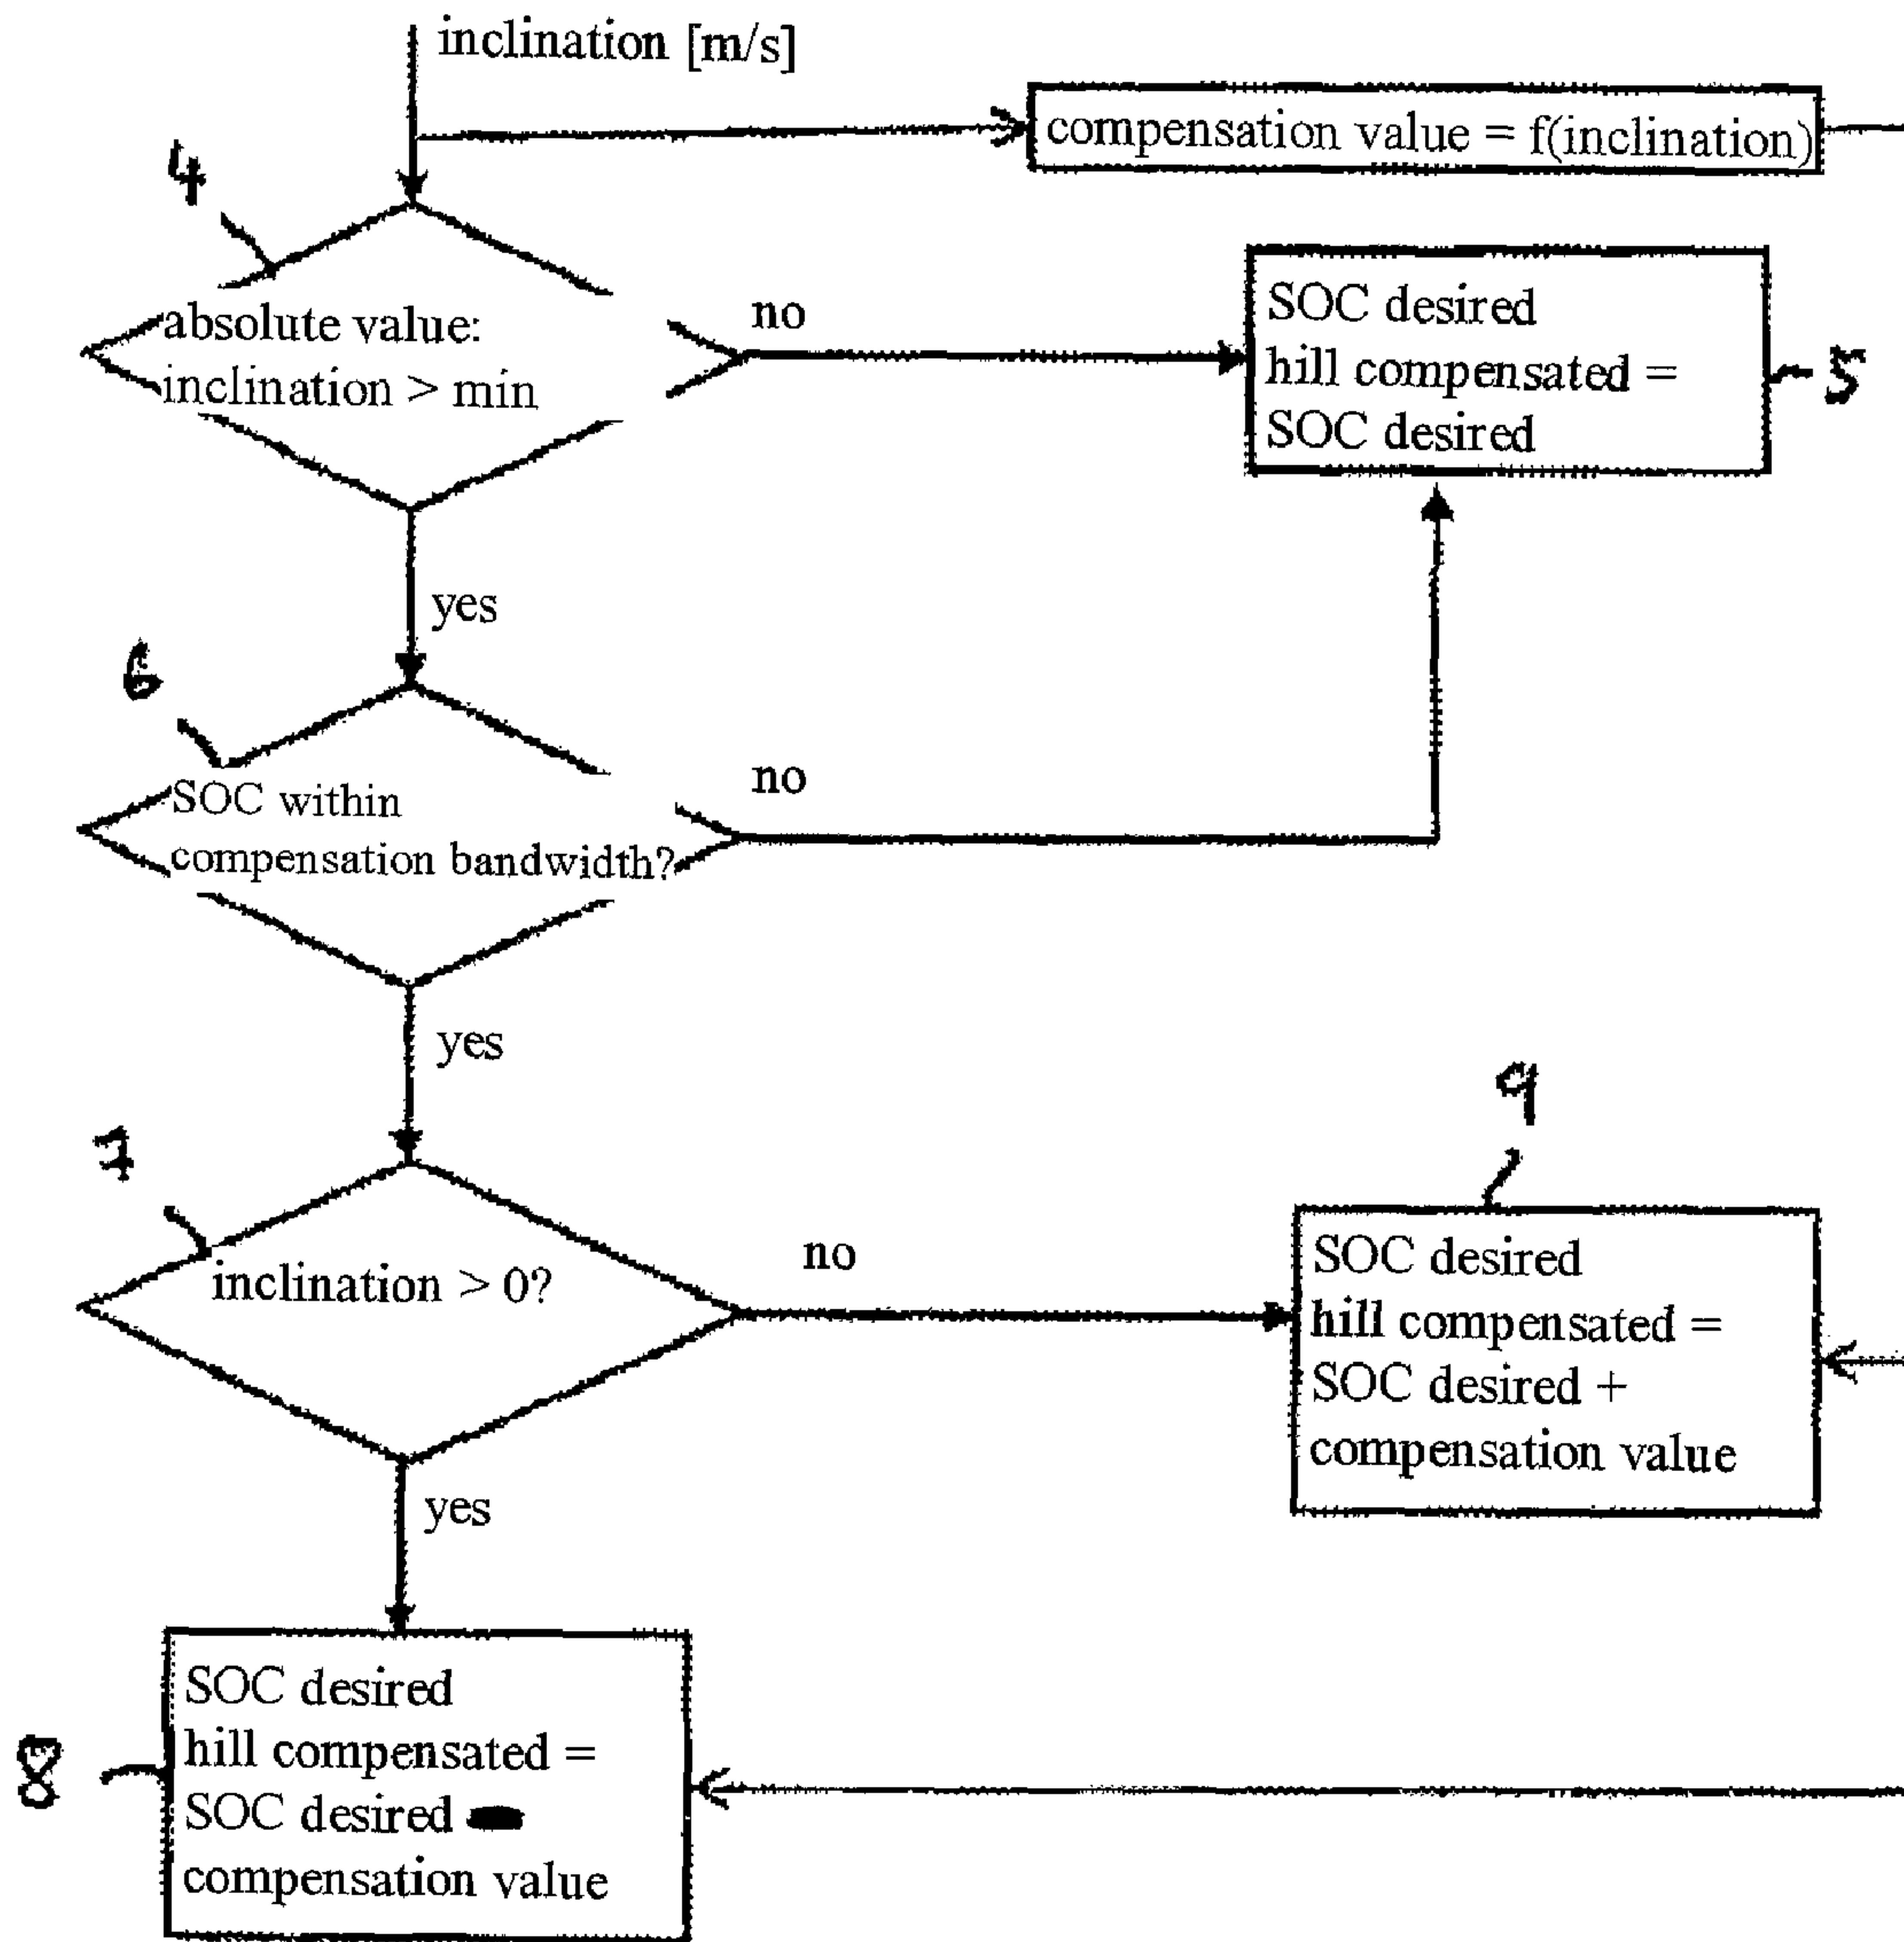 inclination [m/s]
compensation value = f(inclination)
4
absolute value:
inclination > min
no
SOC desired
hill compensated =
SOC desired
5
yes
6
SOC within
compensation bandwidth?
no
yes
7
inclination > 0?
no
9
SOC desired
hill compensated =
SOC desired +
compensation value
yes
8
SOC desired
hill compensated =
SOC desired -
compensation value